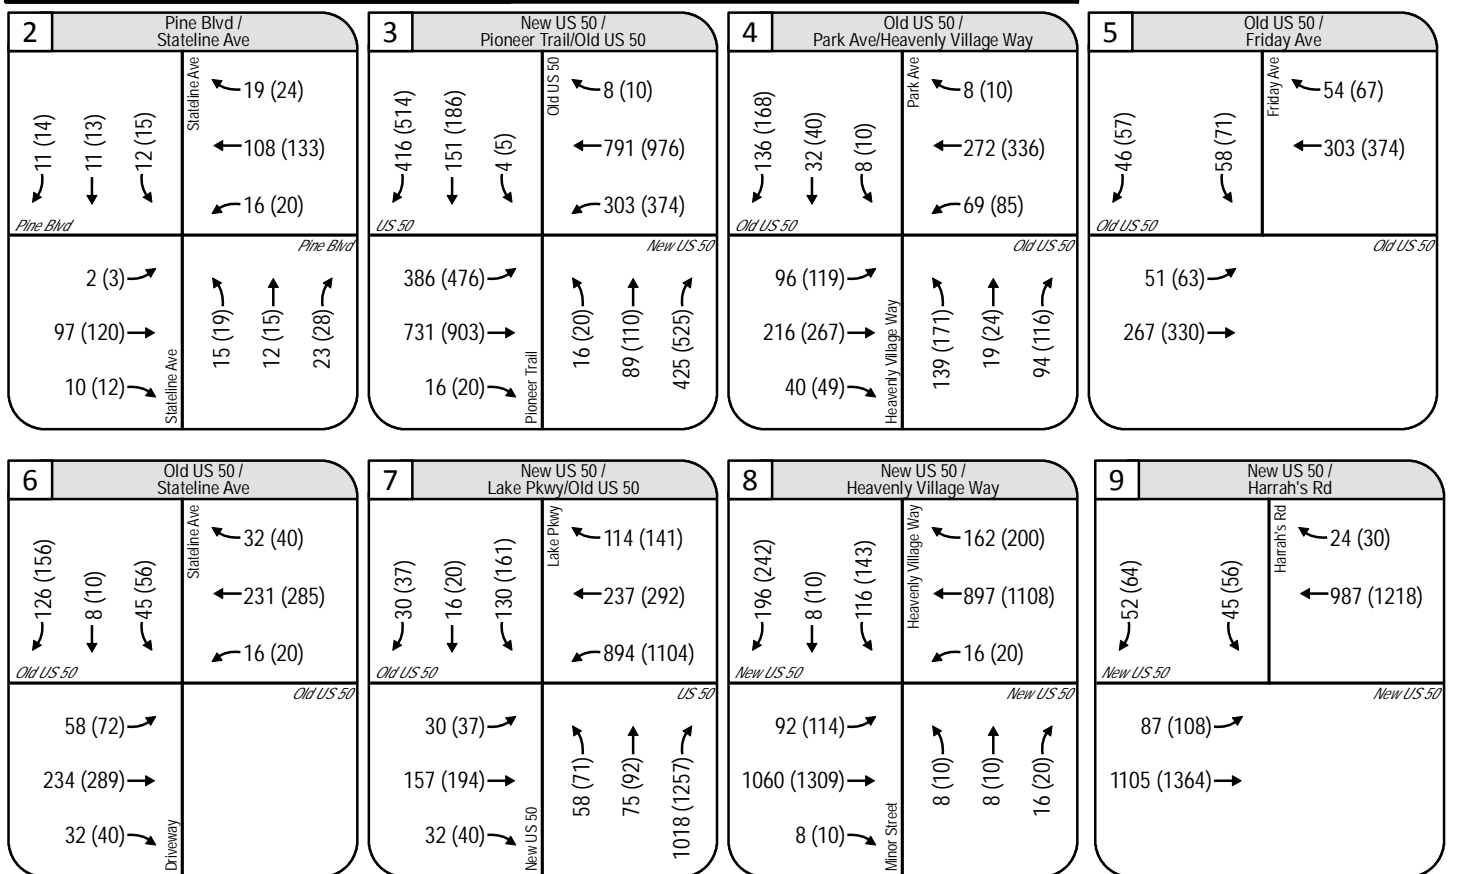 2
Pine Blvd /
Stateline Ave
Stateline Ave
11 (14)
11 (13)
12 (15)
19 (24)
108 (133)
16 (20)
Pine Blvd
Pine Blvd
2 (3)
97 (120)
10 (12)
Stateline Ave
15 (19)
12 (15)
23 (28)
3
New US 50 /
Pioneer Trail/Old US 50
Old US 50
416 (514)
151 (186)
4 (5)
8 (10)
791 (976)
303 (374)
US 50
New US 50
386 (476)
731 (903)
16 (20)
Pioneer Trail
16 (20)
89 (110)
425 (525)
4
Old US 50 /
Park Ave/Heavenly Village Way
Park Ave
136 (168)
32 (40)
8 (10)
8 (10)
272 (336)
69 (85)
Old US 50
Old US 50
96 (119)
216 (267)
40 (49)
Heavenly Village Way
139 (171)
19 (24)
94 (116)
5
Old US 50 /
Friday Ave
Friday Ave
46 (57)
58 (71)
54 (67)
303 (374)
Old US 50
Old US 50
51 (63)
267 (330)
6
Old US 50 /
Stateline Ave
Stateline Ave
126 (156)
8 (10)
45 (56)
32 (40)
231 (285)
16 (20)
Old US 50
Old US 50
58 (72)
234 (289)
32 (40)
Driveway
7
New US 50 /
Lake Pkwy/Old US 50
Lake Pkwy
30 (37)
16 (20)
130 (161)
114 (141)
237 (292)
894 (1104)
Old US 50
US 50
30 (37)
157 (194)
32 (40)
New US 50
58 (71)
75 (92)
1018 (1257)
8
New US 50 /
Heavenly Village Way
Heavenly Village Way
196 (242)
8 (10)
116 (143)
162 (200)
897 (1108)
16 (20)
New US 50
New US 50
92 (114)
1060 (1309)
8 (10)
Minor Street
8 (10)
8 (10)
16 (20)
9
New US 50 /
Harrah's Rd
Harrah's Rd
52 (64)
45 (56)
24 (30)
987 (1218)
New US 50
New US 50
87 (108)
1105 (1364)